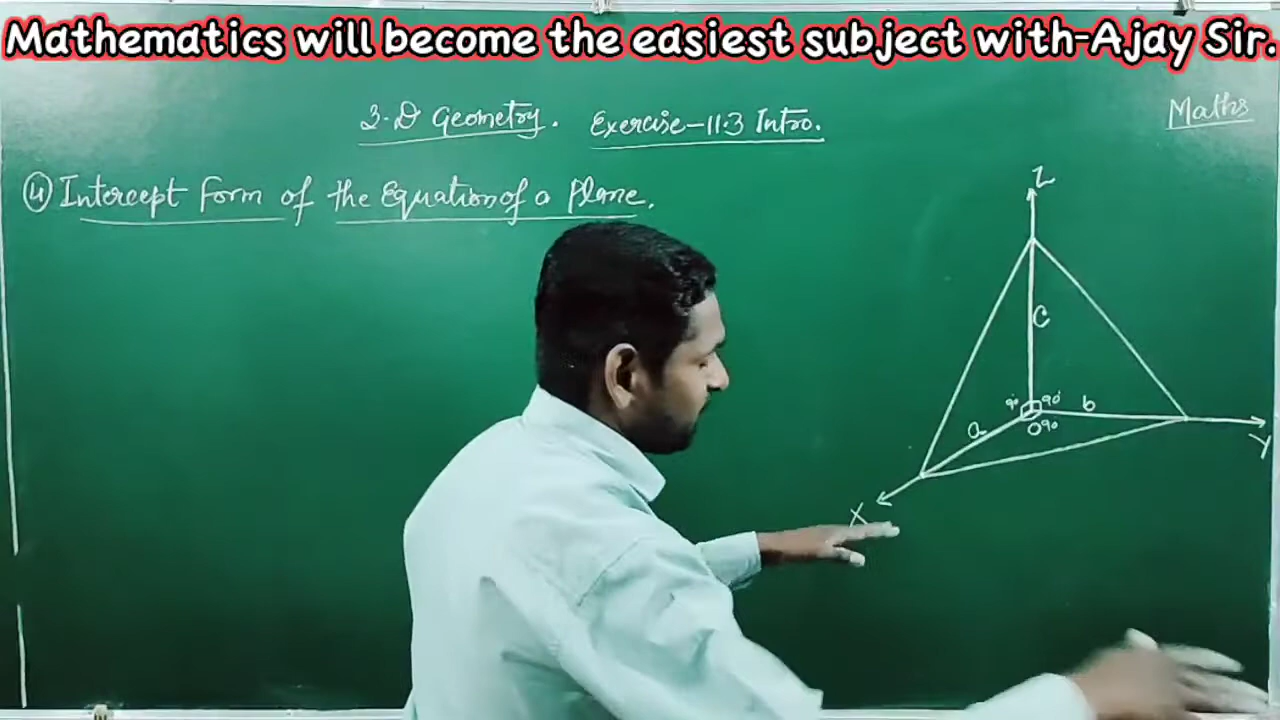 Mathematics will become the easiest subject with-Ajay Sir.
3-D Geometry. Exercise-11.3 Intro.
Maths
④ Intercept form of the Equation of a Plane.
Z
C
90° 90°
a
b
O 90
X
Y